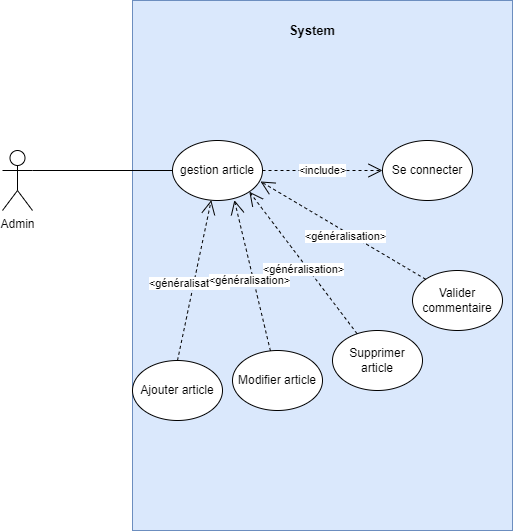 System
gestion article
<include>
Se connecter
Admin
<généralisation>
<généralisation>
<généralisat
<généralisation>
Valider
commentaire
Supprimer
article
Modifier article
Ajouter article